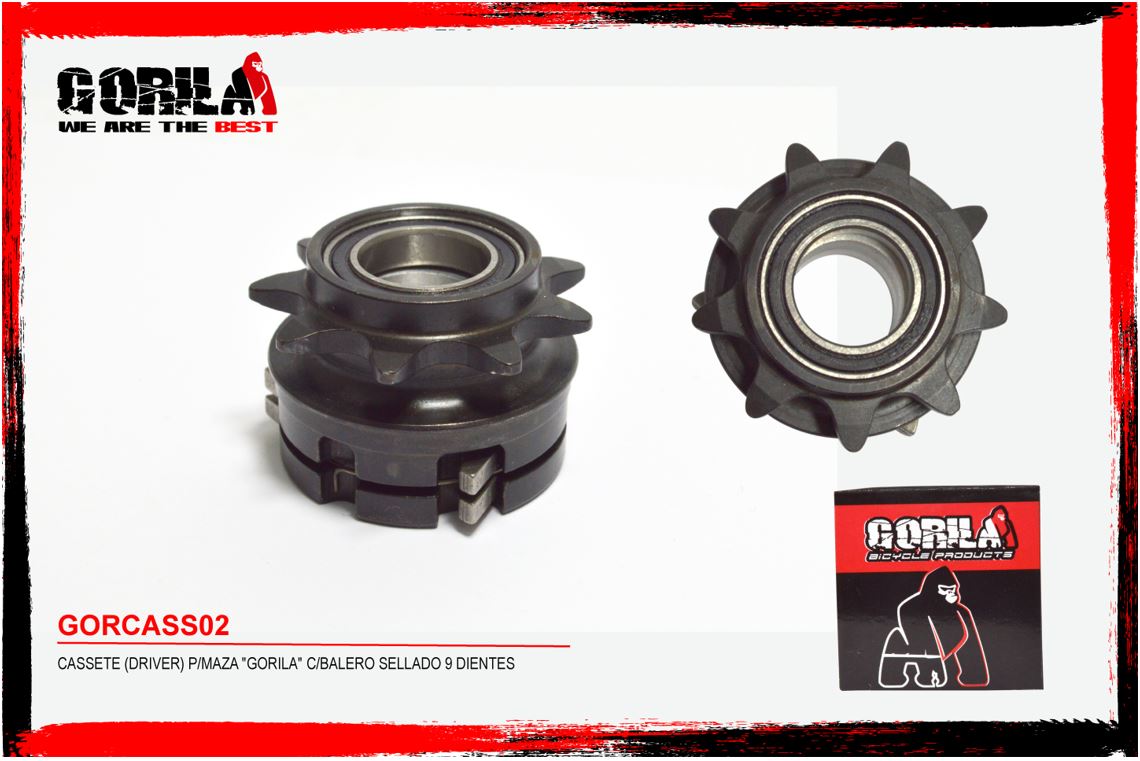 GORILA
WE ARE THE BEST
GORILA
BICYCLE PRODUCTS
GORCASS02
CASSETE (DRIVER) P/MAZA "GORILA" C/BALERO SELLADO 9 DIENTES